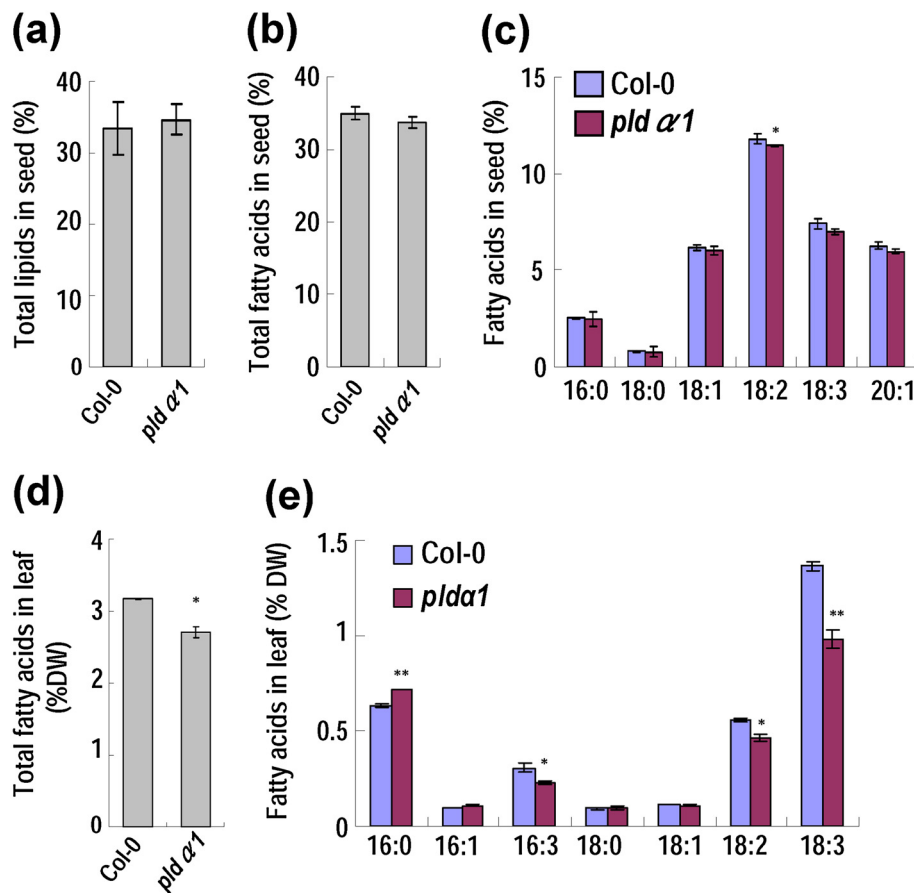 (a)
Total lipids in seed (%)
40
30
20
10
0
Col-0
pld α1
(b)
Total fatty acids in seed (%)
40
30
20
10
0
Col-0
pld α1
(c)
Fatty acids in seed (%)
Col-0
pld α1
15
10
5
0
*
16:0 18:0 18:1 18:2 18:3 20:1
(d)
Total fatty acids in leaf
(%DW)
4
3
2
1
0
*
Col-0
pld α1
(e)
Fatty acids in leaf (% DW)
Col-0
pldα1
1.5
1
0.5
0
**
*
*
**
16:0 16:1 16:3 18:0 18:1 18:2 18:3